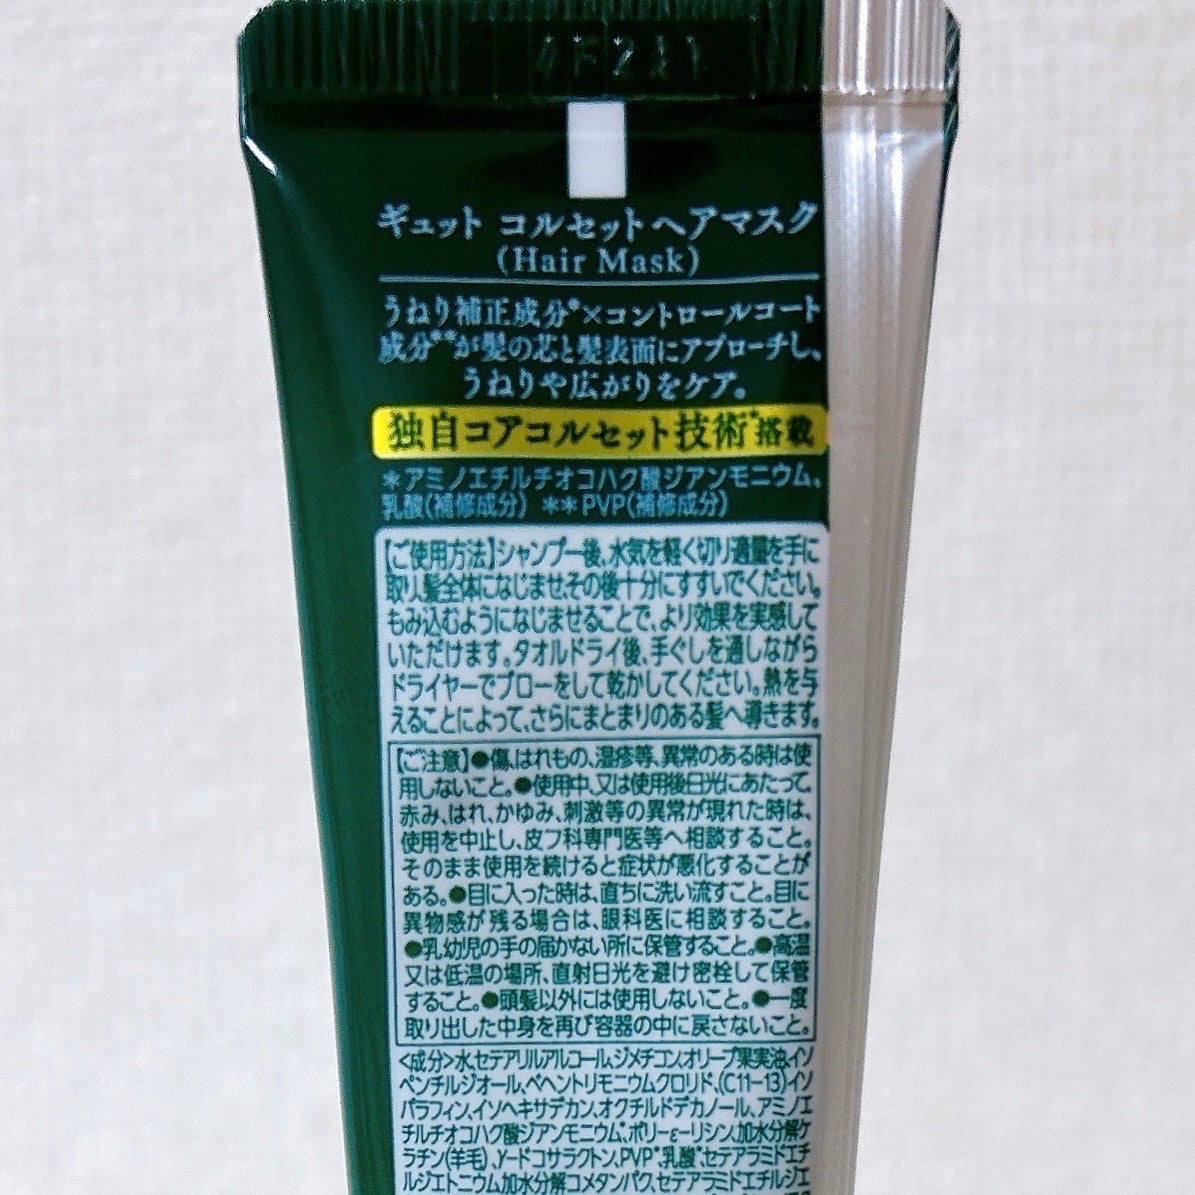 ギュット コルセットヘアマスク
(Hair Mask)
うねり補正成分*×コントロールコート
成分**が髪の芯と髪表面にアプローチし、
うねりや広がりをケア。
独自コアコルセット技術*搭載
*アミノエチルチオコハク酸ジアンモニウム、
乳酸(補修成分) **PVP(補修成分)
【ご使用方法】シャンプー後、水気を軽く切り適量を手に
取り、髪全体になじませ、その後十分にすすいでください。
もみ込むようになじませることで、より効果を実感して
いただけます。タオルドライ後、手ぐしを通しながら
ドライヤーでブローをして乾かしてください。熱を与
えることによって、さらにまとまりのある髪へ導きます。
【ご注意】●傷、はれもの、湿疹等、異常のある時は使
用しないこと。●使用中、又は使用後日光にあたって、
赤み、はれ、かゆみ、刺激等の異常が現れた時は、
使用を中止し、皮フ科専門医等へ相談すること。
そのまま使用を続けると症状が悪化することが
ある。●目に入った時は、直ちに洗い流すこと。目に
異物感が残る場合は、眼科医に相談すること。
●乳幼児の手の届かない所に保管すること。●高温
又は低温の場所、直射日光を避け密栓して保管
すること。●頭髪以外には使用しないこと。●一度
取り出した中身を再び容器の中に戻さないこと。
<成分>水、セテアリルアルコール、ジメチコン、オリーブ果実油、イソ
ペンチルジオール、ベヘントリモニウムクロリド、(C11-13)イソ
パラフィン、イソヘキサデカン、オクチルドデカノール、アミノエ
チルチオコハク酸ジアンモニウム*、ポリ-ε-リシン、加水分解ケ
ラチン(羊毛)、γ-ドコサラクトン、PVP*、乳酸*、セテアラミドエチ
ルジエトニウム加水分解コメタンパク、セテアラミドエチルジエ